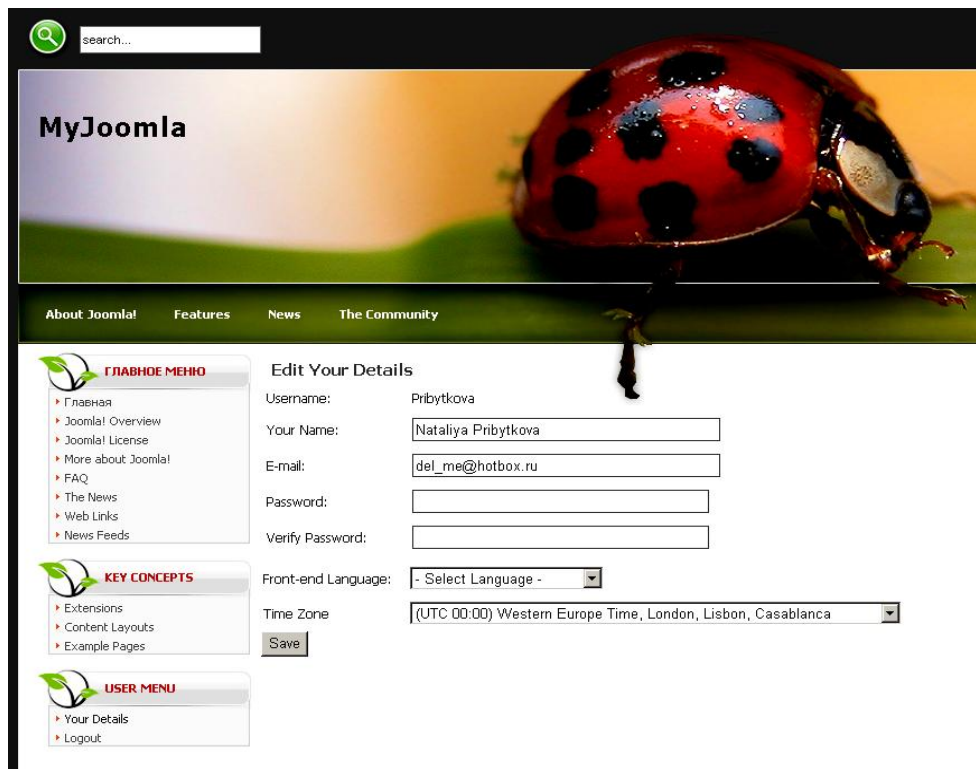 search...
MyJoomla
About Joomla! Features News The Community
ГЛАВНОЕ МЕНЮ
Главная
Joomla! Overview
Joomla! License
More about Joomla!
FAQ
The News
Web Links
News Feeds
KEY CONCEPTS
Extensions
Content Layouts
Example Pages
USER MENU
Your Details
Logout
Edit Your Details
Username: Pribytkova
Your Name: Nataliya Pribytkova
E-mail: del_me@hotbox.ru
Password:
Verify Password:
Front-end Language: - Select Language -
Time Zone (UTC 00:00) Western Europe Time, London, Lisbon, Casablanca
Save